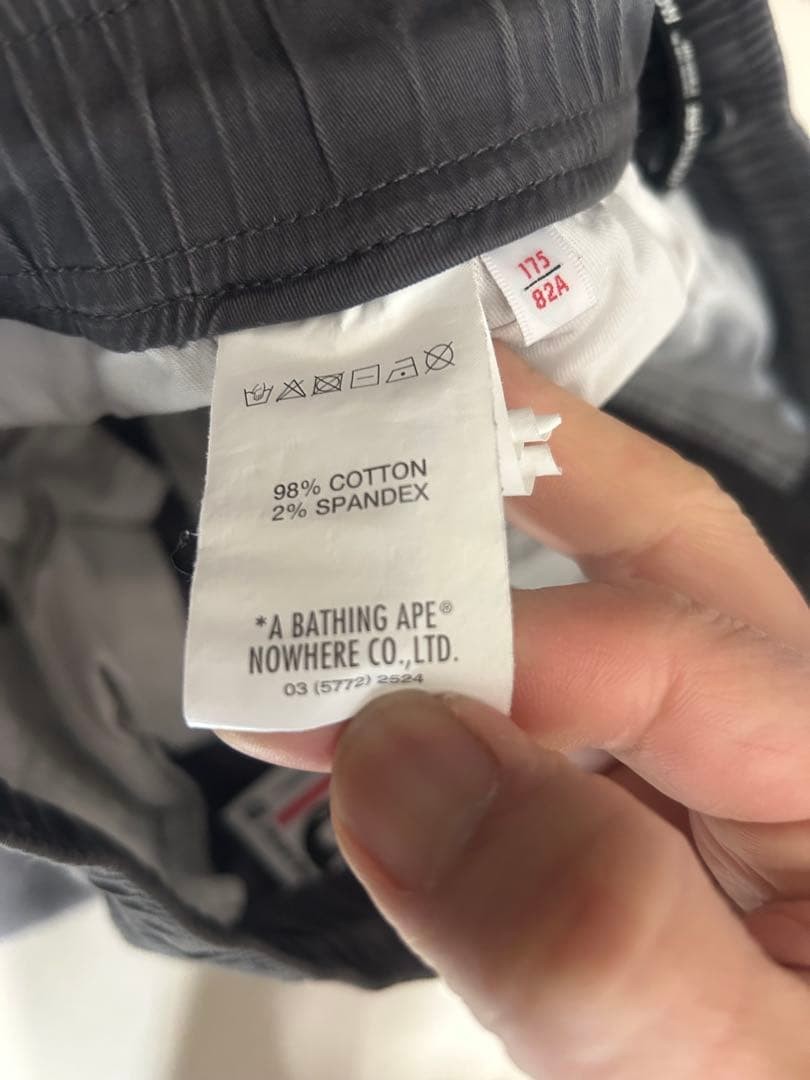 175
82A
98% COTTON
2% SPANDEX
*A BATHING APE®
NOWHERE CO.,LTD.
03 (5772) 2524